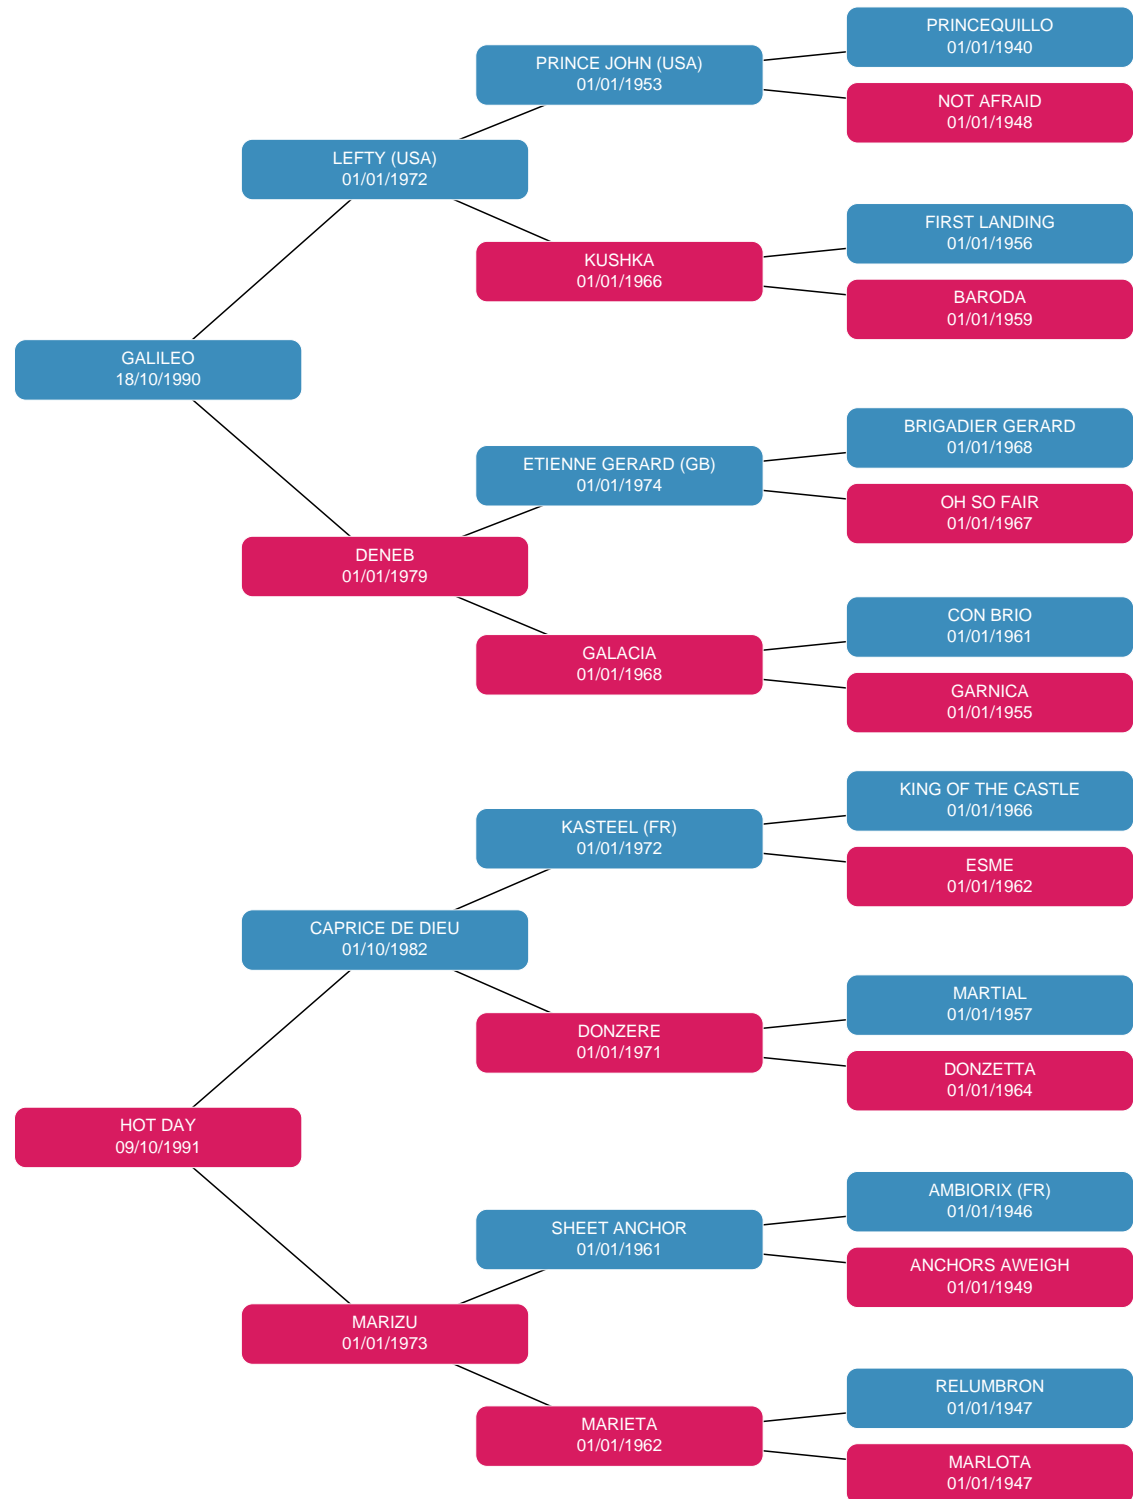 PRINCEQUILLO
01/01/1940
PRINCE JOHN (USA)
01/01/1953
NOT AFRAID
01/01/1948
LEFTY (USA)
01/01/1972
FIRST LANDING
01/01/1956
KUSHKA
01/01/1966
BARODA
01/01/1959
GALILEO
18/10/1990
BRIGADIER GERARD
01/01/1968
ETIENNE GERARD (GB)
01/01/1974
OH SO FAIR
01/01/1967
DENEB
01/01/1979
CON BRIO
01/01/1961
GALACIA
01/01/1968
GARNICA
01/01/1955
KING OF THE CASTLE
01/01/1966
KASTEEL (FR)
01/01/1972
ESME
01/01/1962
CAPRICE DE DIEU
01/10/1982
MARTIAL
01/01/1957
DONZERE
01/01/1971
DONZETTA
01/01/1964
HOT DAY
09/10/1991
AMBIORIX (FR)
01/01/1946
SHEET ANCHOR
01/01/1961
ANCHORS AWEIGH
01/01/1949
MARIZU
01/01/1973
RELUMBRON
01/01/1947
MARIETA
01/01/1962
MARLOTA
01/01/1947